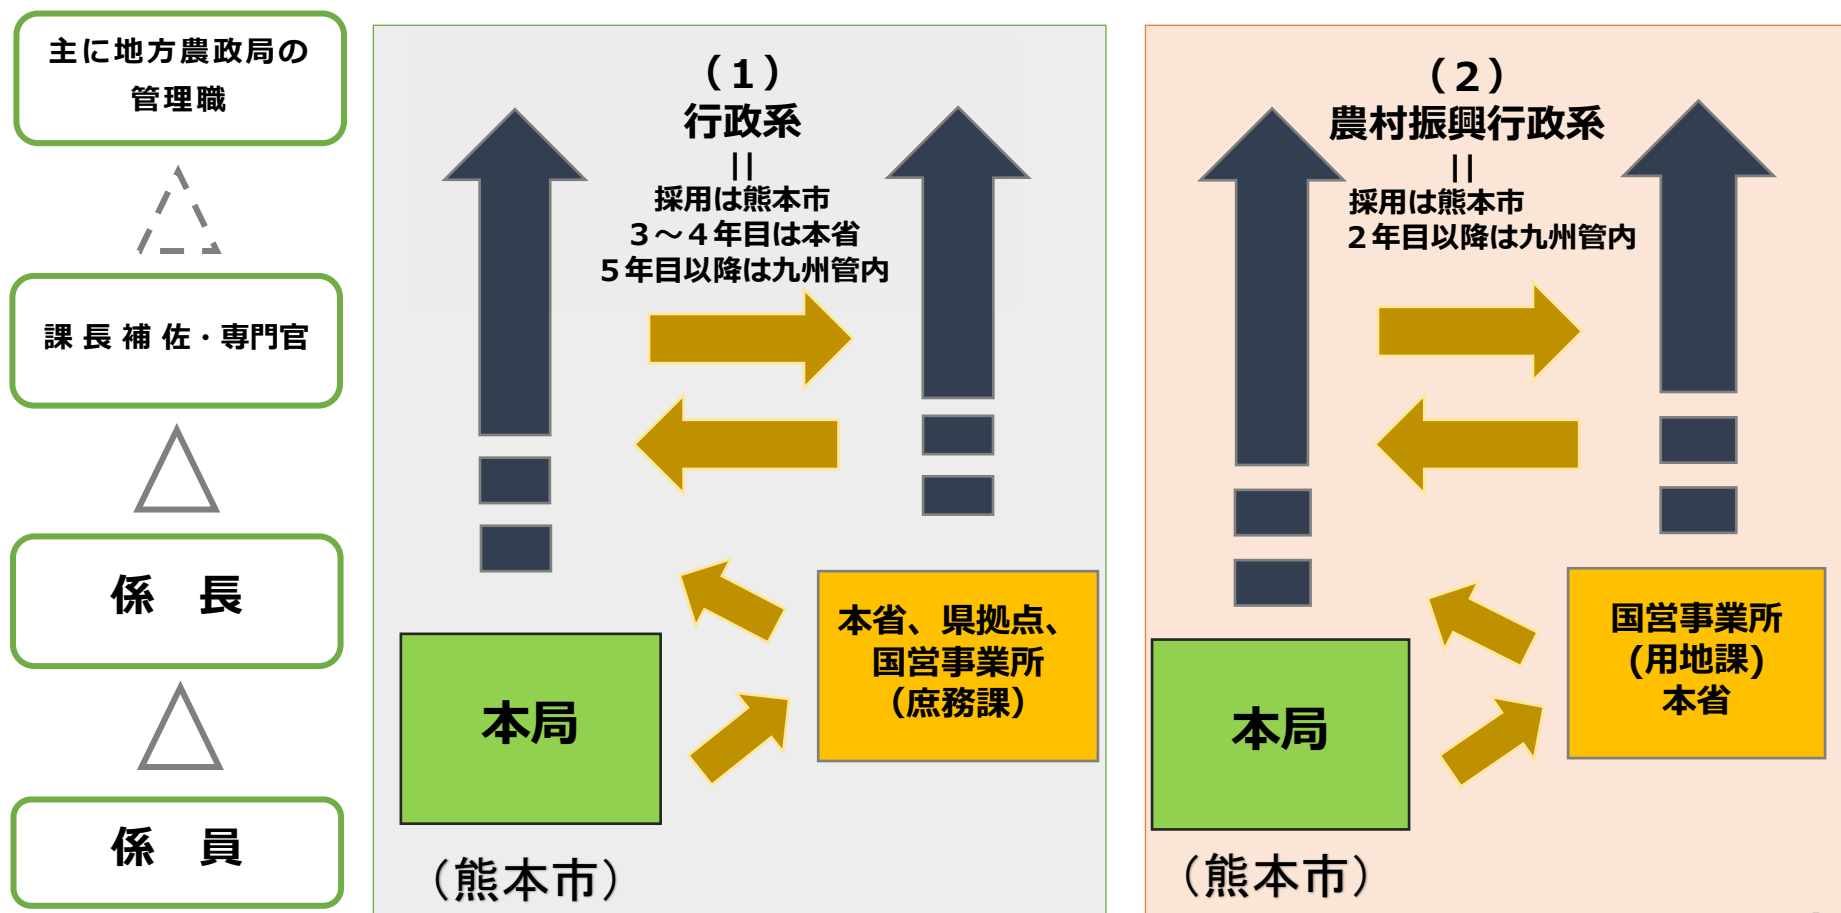 主に地方農政局の
管理職
課長補佐・専門官
係　長
係　員
（１）
行政系
||
採用は熊本市
３～４年目は本省
５年目以降は九州管内
本省、県拠点、
国営事業所
（庶務課）
本局
（熊本市）
（２）
農村振興行政系
||
採用は熊本市
２年目以降は九州管内
国営事業所
(用地課)
本省
本局
（熊本市）